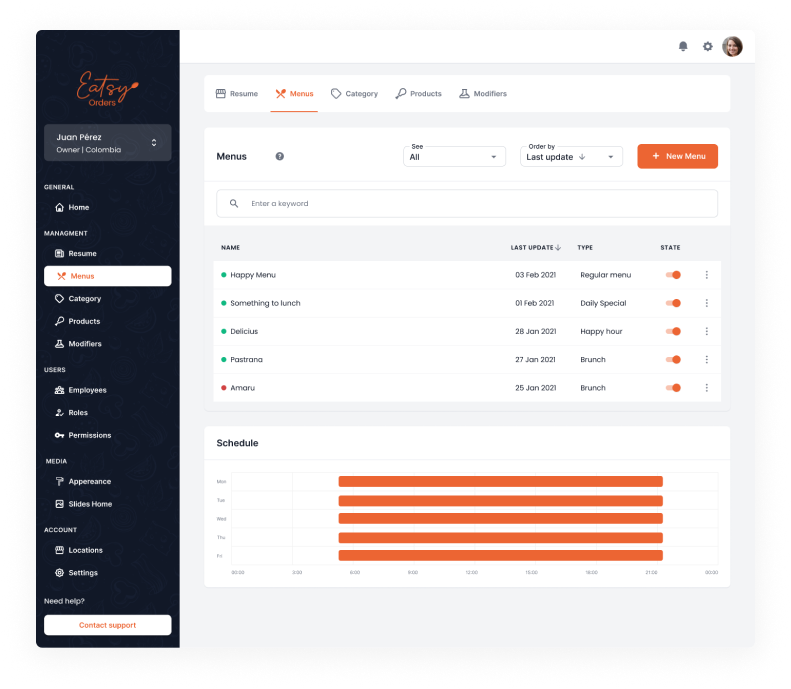 Eatsy
Orders
Juan Pérez
Owner | Colombia
GENERAL
Home
MANAGMENT
Resume
Menus
Category
Products
Modifiers
USERS
Employees
Roles
Permissions
MEDIA
Appereance
Slides Home
ACCOUNT
Locations
Settings
Need help?
Contact support
Resume Menus Category Products Modifiers
Menus ? See All Order by Last update + New Menu
Enter a keyword
NAME LAST UPDATE TYPE STATE
Happy Menu 03 Feb 2021 Regular menu
Something to lunch 01 Feb 2021 Daily Special
Delicius 28 Jan 2021 Happy hour
Pastrana 27 Jan 2021 Brunch
Amaru 25 Jan 2021 Brunch
Schedule
Mon
Tue
Wed
Thu
Fri
00:00 3:00 6:00 9:00 12:00 15:00 18:00 21:00 00:00